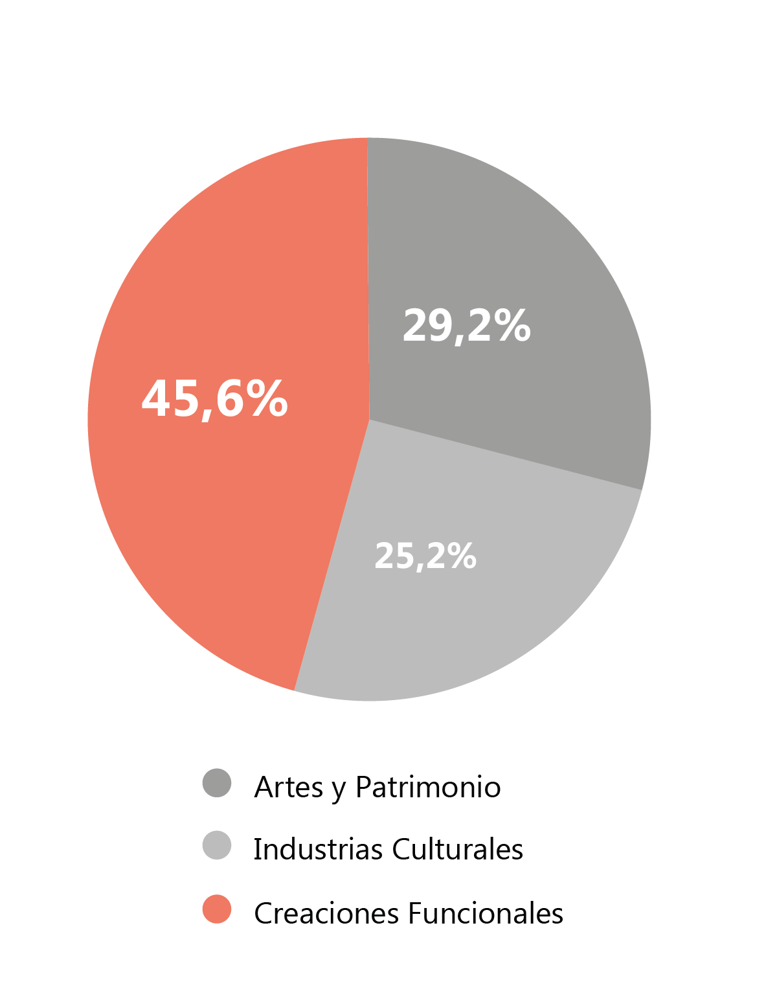 29,2%
45,6%
25,2%
Artes y Patrimonio
Industrias Culturales
Creaciones Funcionales